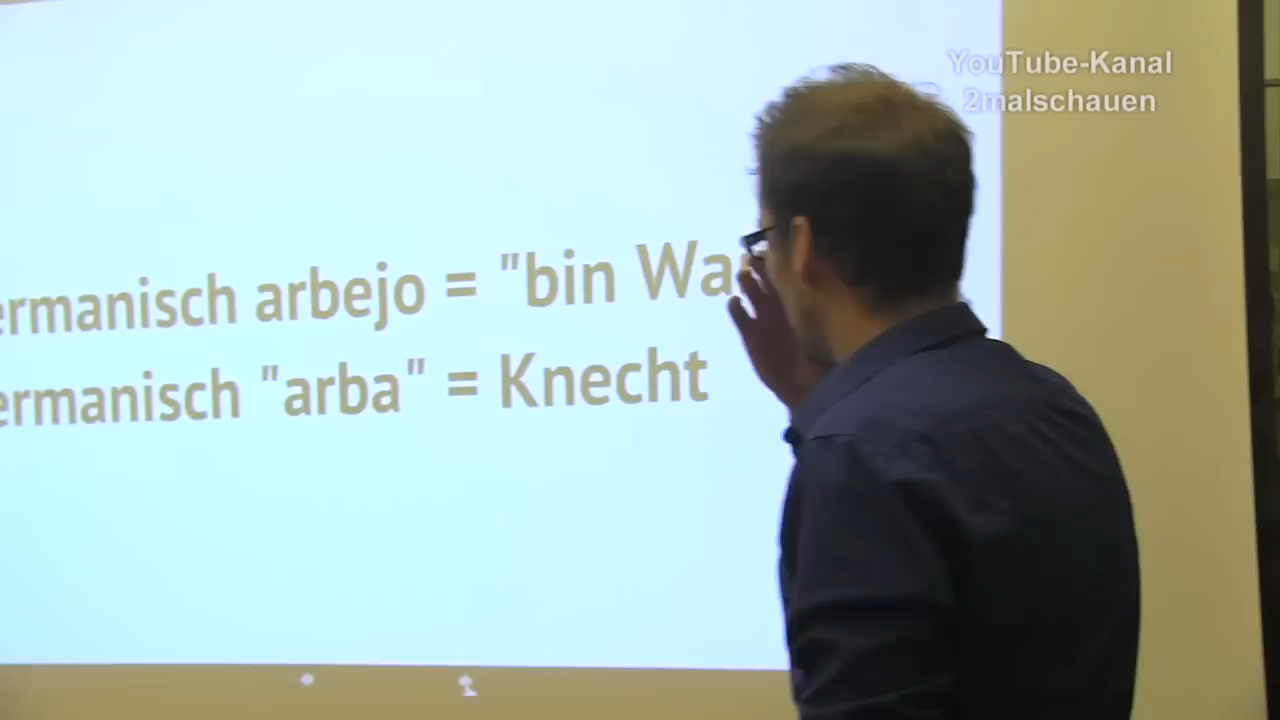 YouTube-Kanal
2malschauen
ermanisch arbejo = "bin Wa
ermanisch "arba" = Knecht